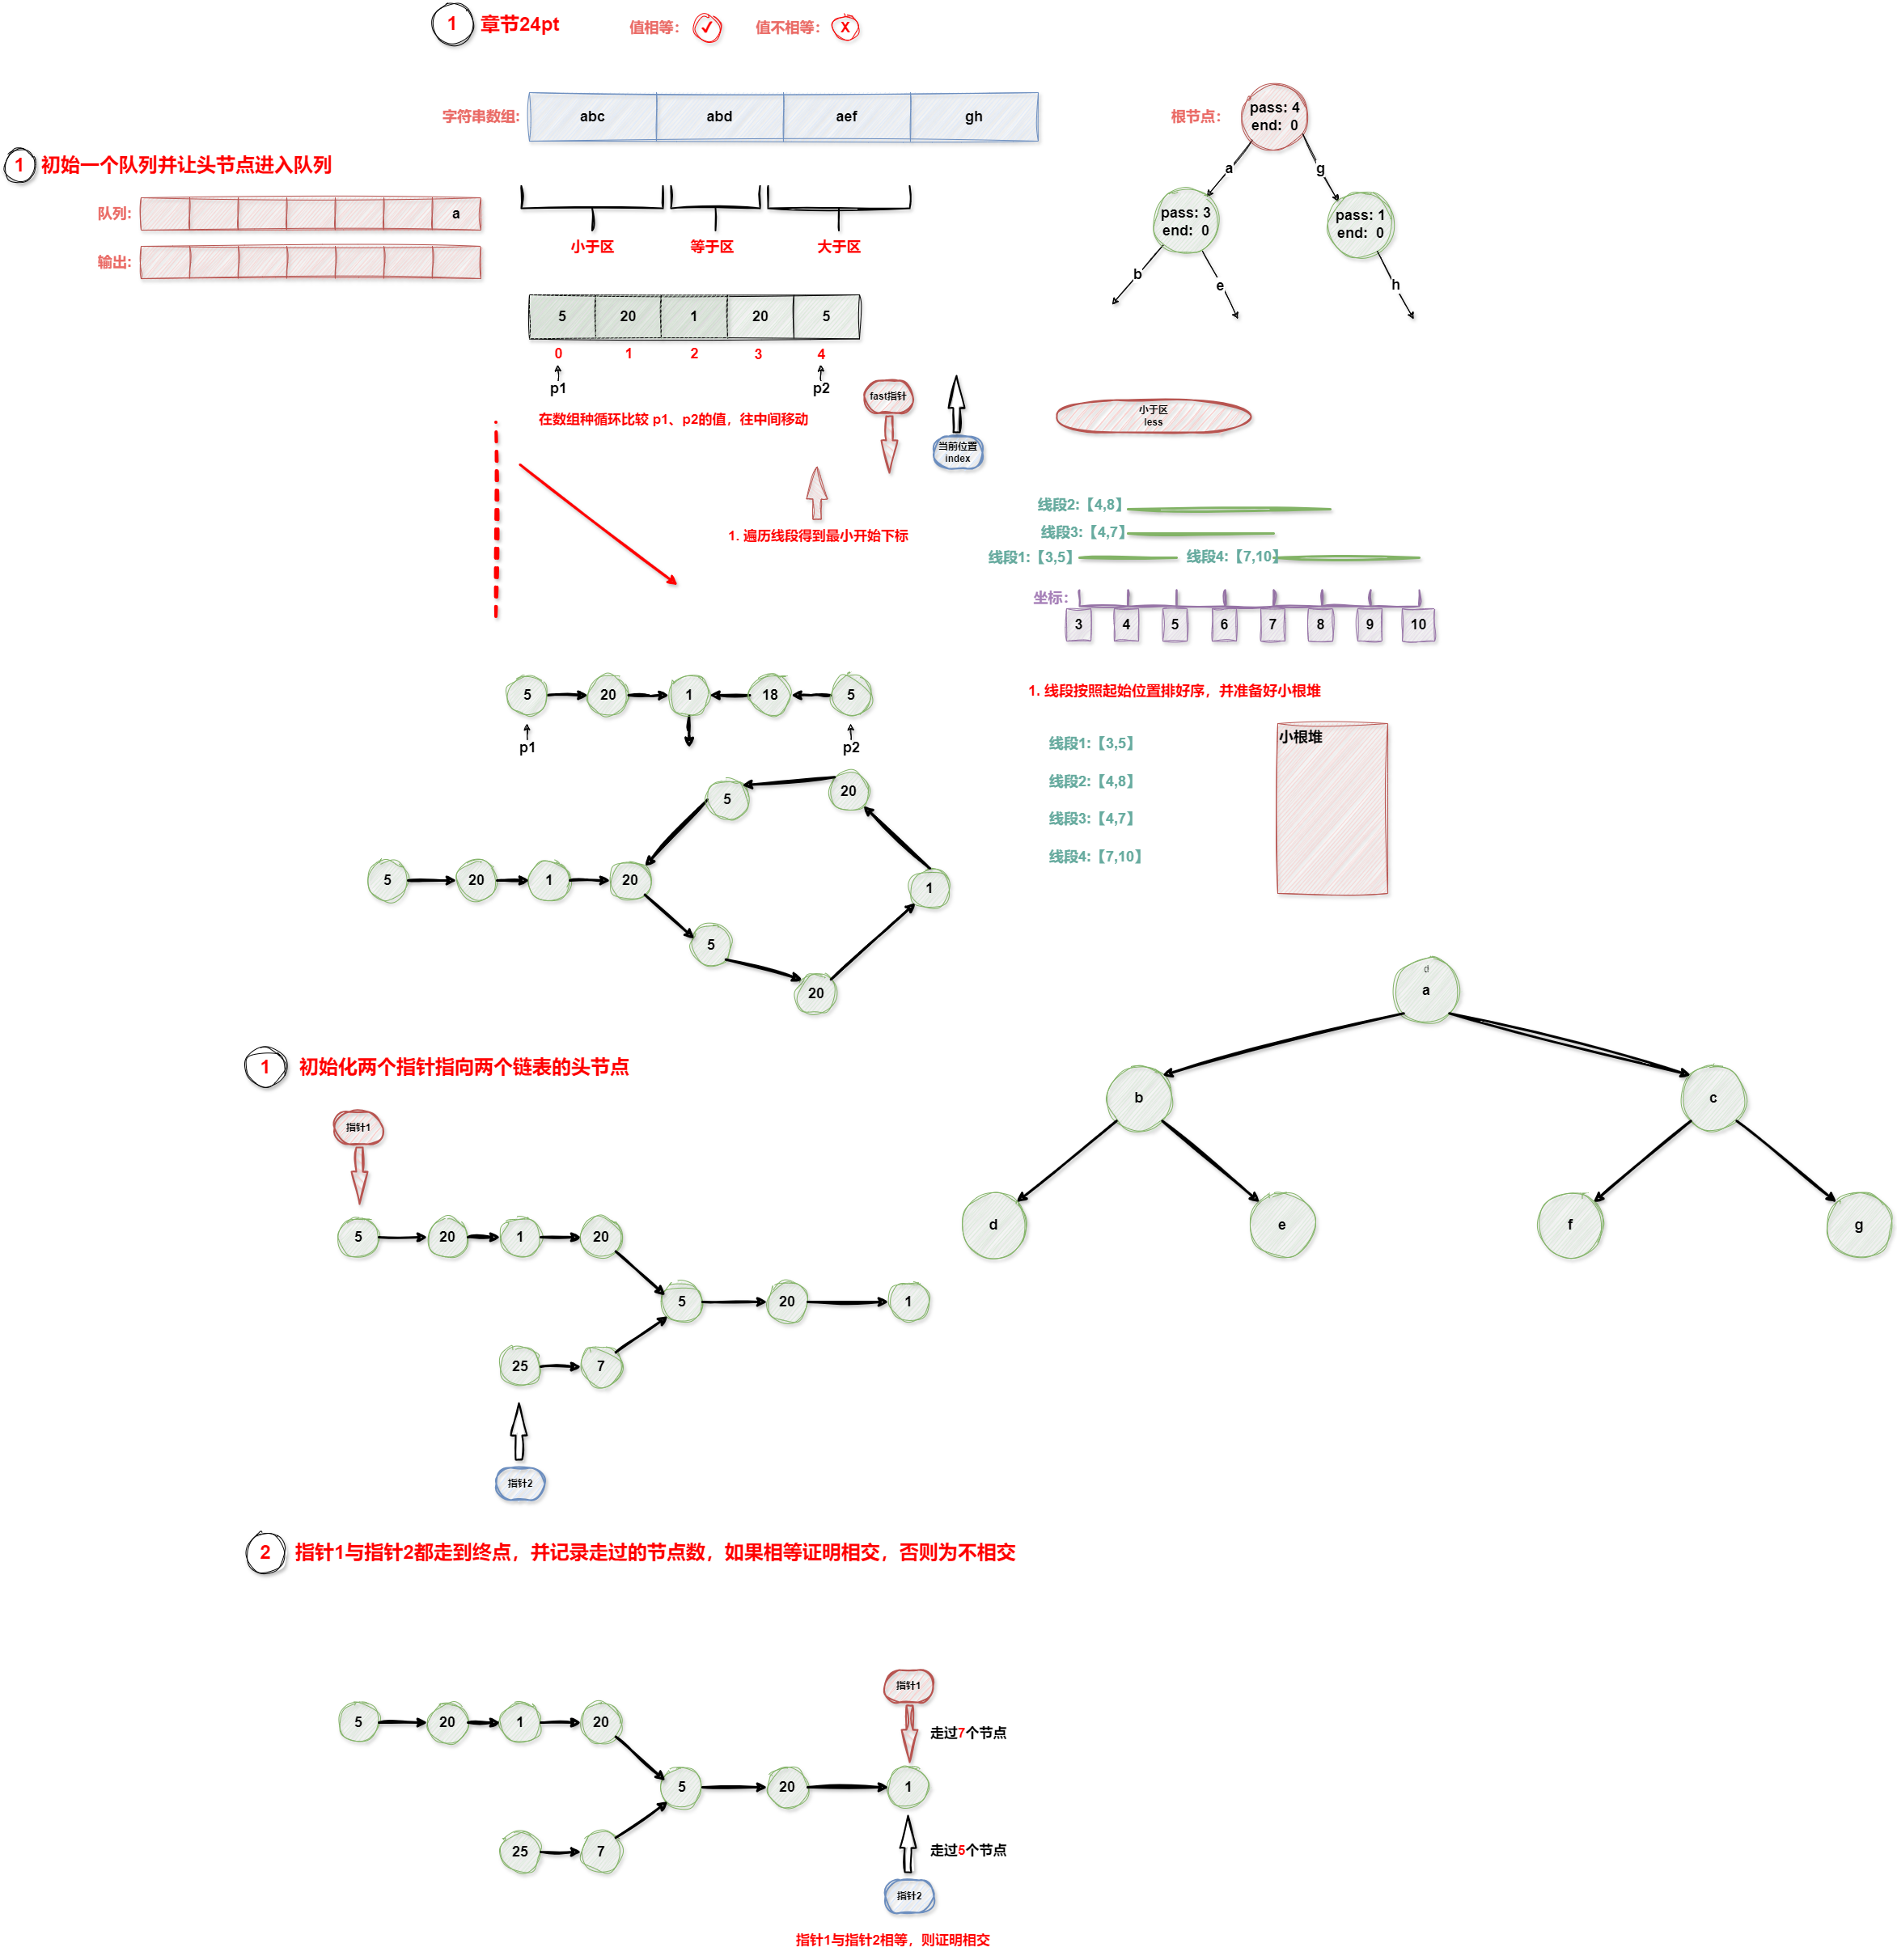 1 章节24pt 值相等: ✓ 值不相等: X
字符串数组: abc abd aef gh
1 初始一个队列并让头节点进入队列
队列: a
输出:
小于区 等于区 大于区
5 20 1 20 5
0 1 2 3 4
p1 p2
在数组种循环比较 p1、p2的值，往中间移动
根节点:
pass: 4
end: 0
a g
pass: 3
end: 0
pass: 1
end: 0
b e h
fast指针
当前位置
index
小于区
less
1. 遍历线段得到最小开始下标
线段2:【4,8】
线段3:【4,7】
线段1:【3,5】 线段4:【7,10】
坐标:
3 4 5 6 7 8 9 10
5 20 1 18 5
p1 p2
5 20
5 20 1 20 1
5
20
1. 线段按照起始位置排好序，并准备好小根堆
小根堆
线段1:【3,5】
线段2:【4,8】
线段3:【4,7】
线段4:【7,10】
d
a
b c
d e f g
1 初始化两个指针指向两个链表的头节点
指针1
5 20 1 20
5 20 1
25 7
指针2
2 指针1与指针2都走到终点，并记录走过的节点数，如果相等证明相交，否则为不相交
指针1
走过7个节点
5 20 1 20
5 20 1
25 7
走过5个节点
指针2
指针1与指针2相等，则证明相交